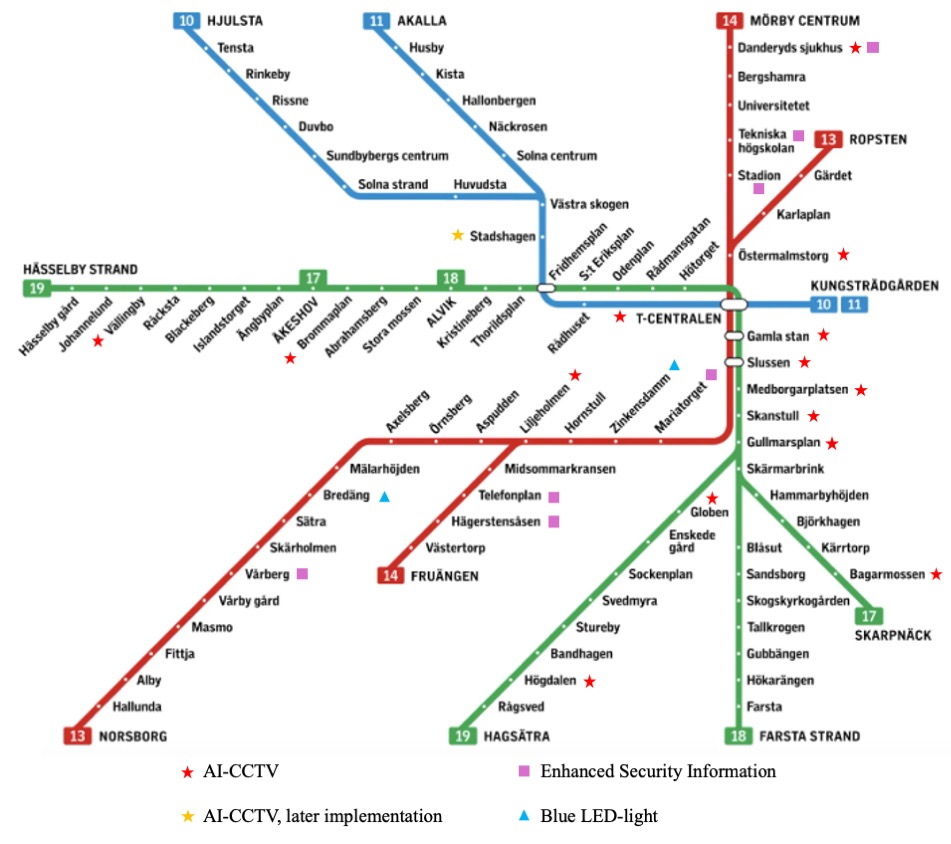 10 HJULSTA
11 AKALLA
14 MÖRBY CENTRUM
Tensta
Husby
Danderyds sjukhus
Rinkeby
Kista
Bergshamra
Rissne
Hallonbergen
Universitetet
Duvbo
Näckrosen
Tekniska
högskolan
13 ROPSTEN
Sundbybergs centrum
Solna centrum
Stadion
Gärdet
Solna strand
Huvudsta
Västra skogen
Karlaplan
Stadshagen
Östermalmstorg
Fridhemsplan
S:t Eriksplan
Odenplan
Rådmansgatan
Hötorget
HÄSSELBY STRAND
19
17
18
KUNGSTRÄDGÅRDEN
10 11
Hässelby gård
Johannelund
Vällingby
Råcksta
Blackeberg
Islandstorget
Ängbyplan
ÅKESHOV
Brommaplan
Abrahamsberg
Stora mossen
ALVIK
Kristineberg
Thorildsplan
Rådhuset
T-CENTRALEN
Gamla stan
Slussen
Medborgarplatsen
Skanstull
Gullmarsplan
Skärmarbrink
Axelsberg
Örnsberg
Aspudden
Liljeholmen
Hornstull
Zinkensdamm
Mariatorget
Mälarhöjden
Midsommarkransen
Bredäng
Telefonplan
Hammarbyhöjden
Sätra
Hägerstensåsen
Globen
Björkhagen
Skärholmen
Västertorp
Enskede
gård
Blåsut
Kärrtorp
Vårberg
14 FRUÄNGEN
Sockenplan
Sandsborg
Bagarmossen
Vårby gård
Svedmyra
Skogskyrkogården
17
SKARPNÄCK
Masmo
Stureby
Tallkrogen
Fittja
Bandhagen
Gubbängen
Alby
Högdalen
Hökarängen
Hallunda
Rågsved
Farsta
13 NORSBORG
19 HAGSÄTRA
18 FARSTA STRAND
AI-CCTV
Enhanced Security Information
AI-CCTV, later implementation
Blue LED-light